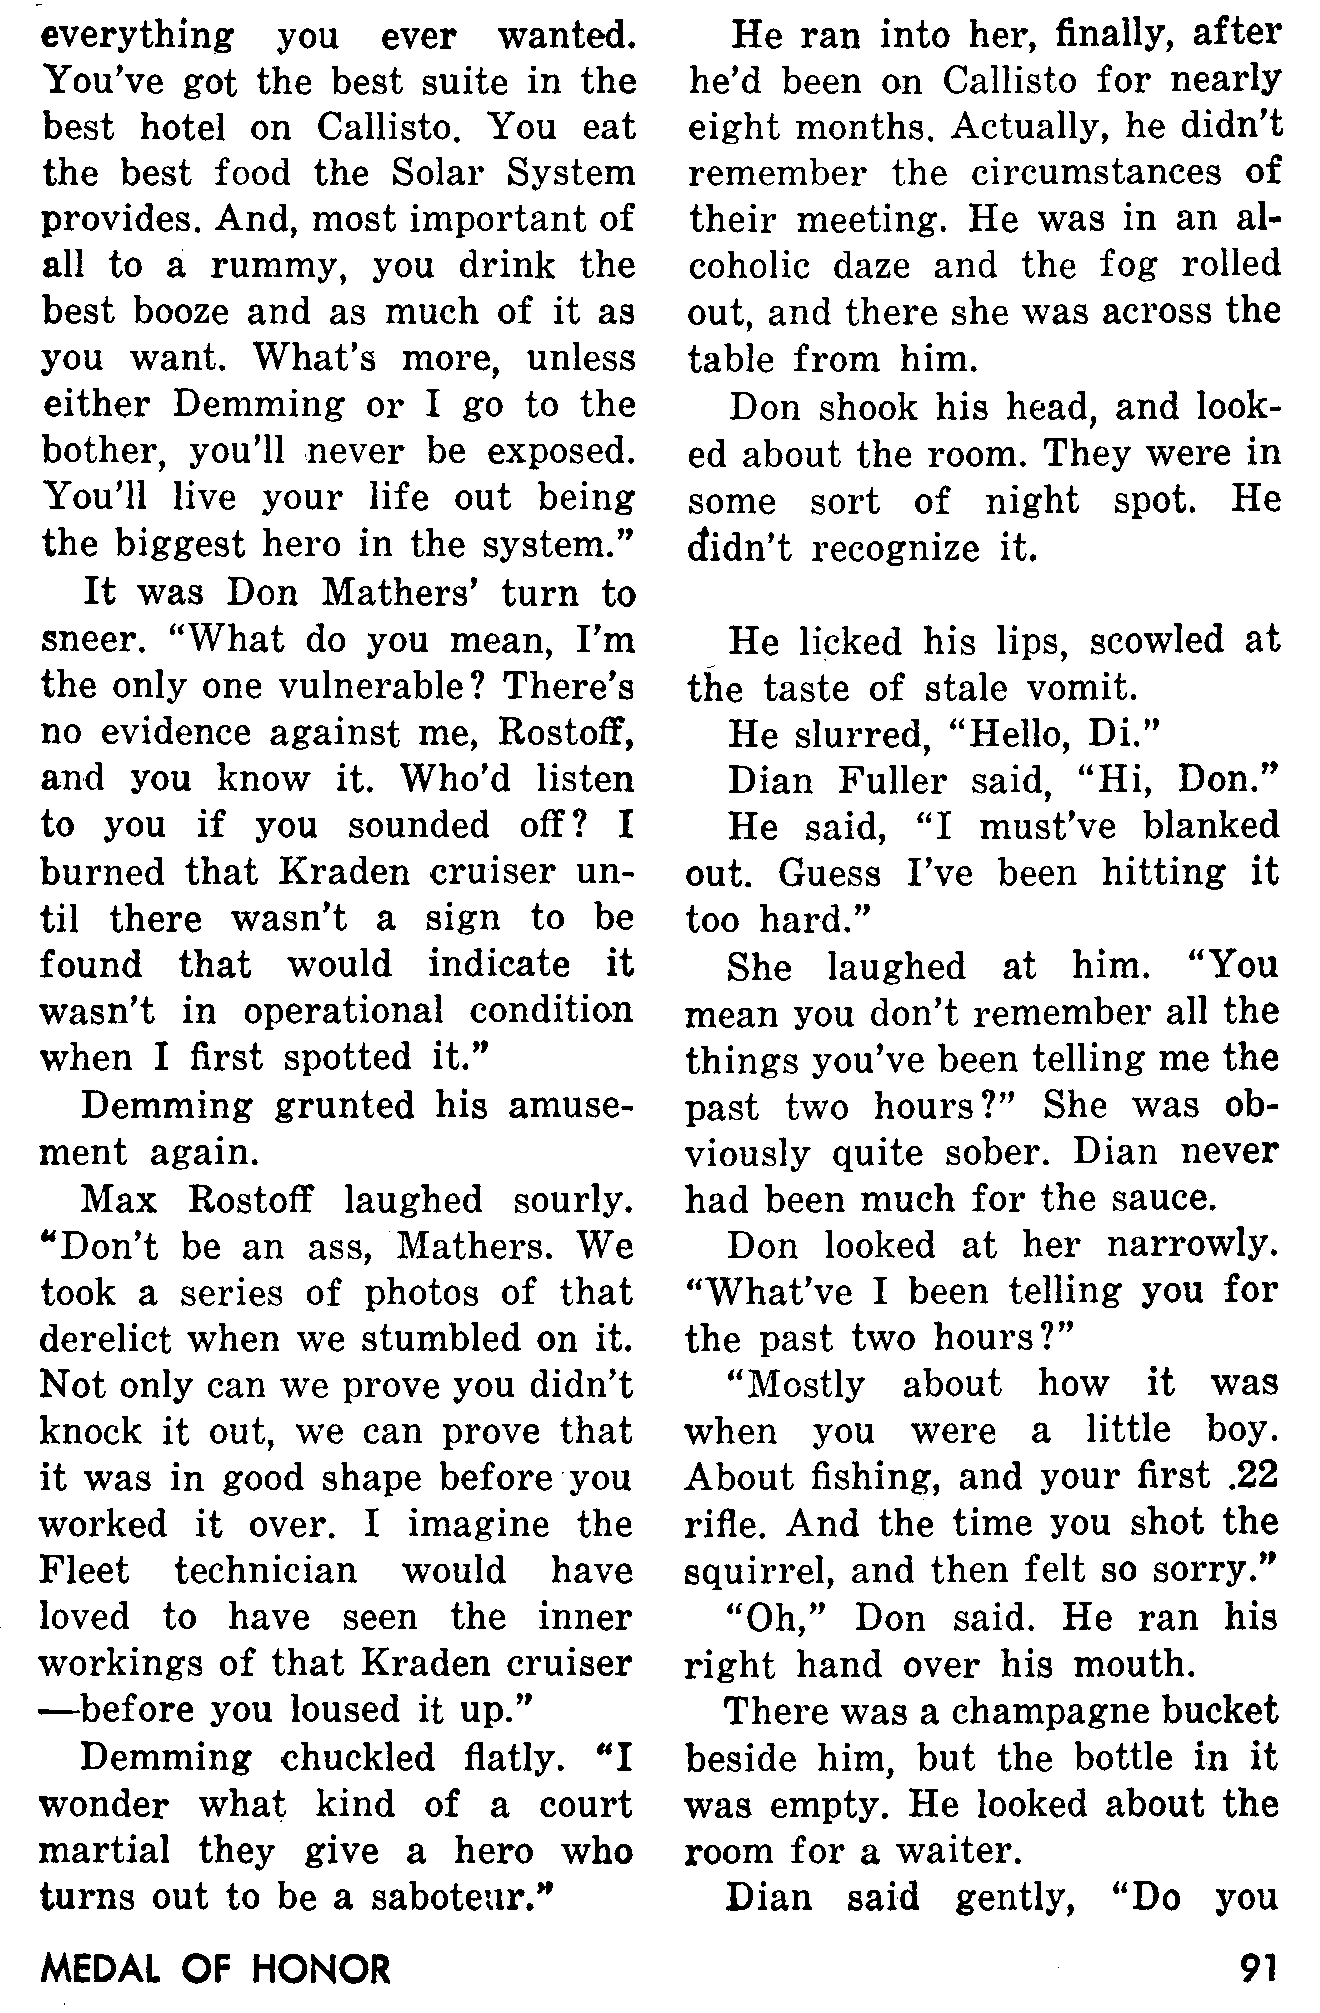 everything you ever wanted.
You've got the best suite in the
best hotel on Callisto. You eat
the best food the Solar System
provides. And, most important of
all to a rummy, you drink the
best booze and as much of it as
you want. What's more, unless
either Demming or I go to the
bother, you'll never be exposed.
You'll live your life out being
the biggest hero in the system.”
It was Don Mathers' turn to
sneer. “What do you mean, I'm
the only one vulnerable? There's
no evidence against me, Rostoff,
and you know it. Who'd listen
to you if you sounded off? I
burned that Kraden cruiser un-
til there wasn't a sign to be
found that would indicate it
wasn't in operational condition
when I first spotted it.”
Demming grunted his amuse-
ment again.
Max Rostoff laughed sourly.
“Don't be an ass, Mathers. We
took a series of photos of that
derelict when we stumbled on it.
Not only can we prove you didn't
knock it out, we can prove that
it was in good shape before you
worked it over. I imagine the
Fleet technician would have
loved to have seen the inner
workings of that Kraden cruiser
—before you loused it up.”
Demming chuckled flatly. “I
wonder what kind of a court
martial they give a hero who
turns out to be a saboteur.”
He ran into her, finally, after
he'd been on Callisto for nearly
eight months. Actually, he didn't
remember the circumstances of
their meeting. He was in an al-
coholic daze and the fog rolled
out, and there she was across the
table from him.
Don shook his head, and look-
ed about the room. They were in
some sort of night spot. He
didn't recognize it.
He licked his lips, scowled at
the taste of stale vomit.
He slurred, “Hello, Di.”
Dian Fuller said, “Hi, Don.”
He said, “I must've blanked
out. Guess I've been hitting it
too hard.”
She laughed at him. “You
mean you don't remember all the
things you've been telling me the
past two hours?” She was ob-
viously quite sober. Dian never
had been much for the sauce.
Don looked at her narrowly.
“What've I been telling you for
the past two hours?”
“Mostly about how it was
when you were a little boy.
About fishing, and your first .22
rifle. And the time you shot the
squirrel, and then felt so sorry.”
“Oh,” Don said. He ran his
right hand over his mouth.
There was a champagne bucket
beside him, but the bottle in it
was empty. He looked about the
room for a waiter.
Dian said gently, “Do you
MEDAL OF HONOR 91